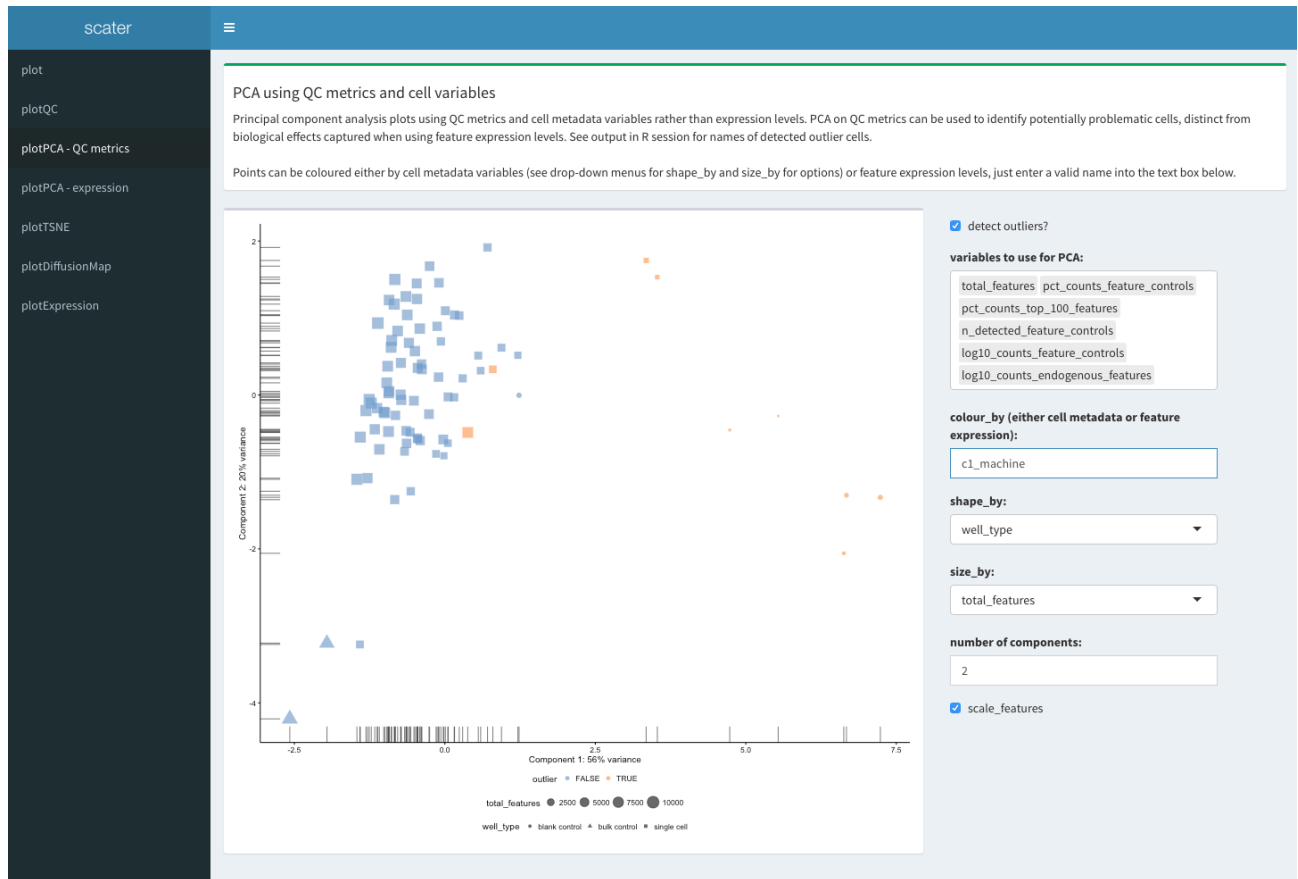 scater
plot
plotQC
plotPCA - QC metrics
plotPCA - expression
plotTSNE
plotDiffusionMap
plotExpression
PCA using QC metrics and cell variables
Principal component analysis plots using QC metrics and cell metadata variables rather than expression levels. PCA on QC metrics can be used to identify potentially problematic cells, distinct from
biological effects captured when using feature expression levels. See output in R session for names of detected outlier cells.
Points can be coloured either by cell metadata variables (see drop-down menus for shape_by and size_by for options) or feature expression levels, just enter a valid name into the text box below.
2
0
-2
-4
Component 2: 20% variance
-2.5 0.0 2.5 5.0 7.5
Component 1: 56% variance
outlier FALSE TRUE
total_features 2500 5000 7500 10000
well_type blank control bulk control single cell
detect outliers?
variables to use for PCA:
total_features pct_counts_feature_controls
pct_counts_top_100_features
n_detected_feature_controls
log10_counts_feature_controls
log10_counts_endogenous_features
colour_by (either cell metadata or feature
expression):
c1_machine
shape_by:
well_type
size_by:
total_features
number of components:
2
scale_features